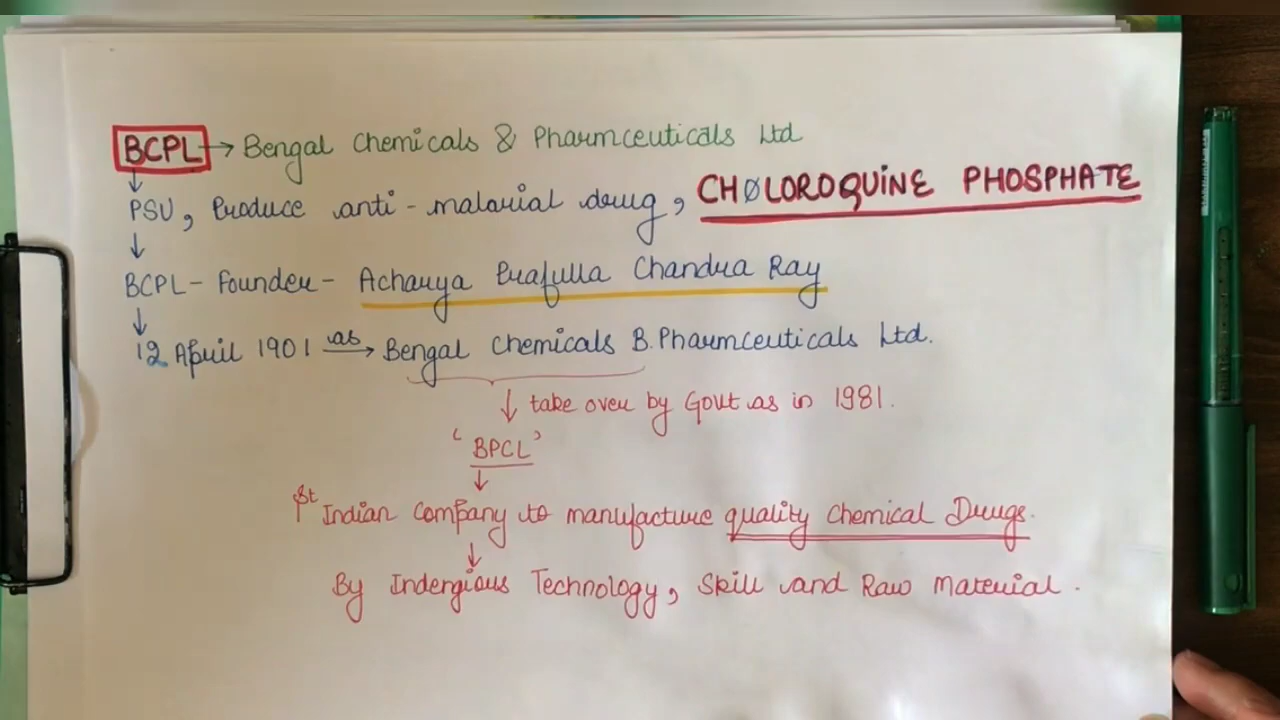 BCPL → Bengal Chemicals & Pharmceuticals Ltd
↓
PSU, Produce anti - malarial drug, CHOLOROQUINE PHOSPHATE
↓
BCPL - Founder - Acharya Prafulla Chandra Ray
↓
12 April 1901 as → Bengal Chemicals B. Pharmceuticals Ltd.
↓ take over by Govt as in 1981.
'BPCL'
↓
1st Indian Company to manufacture quality Chemical Drugs.
↓
By Indergious Technology, Skill and Raw Material.